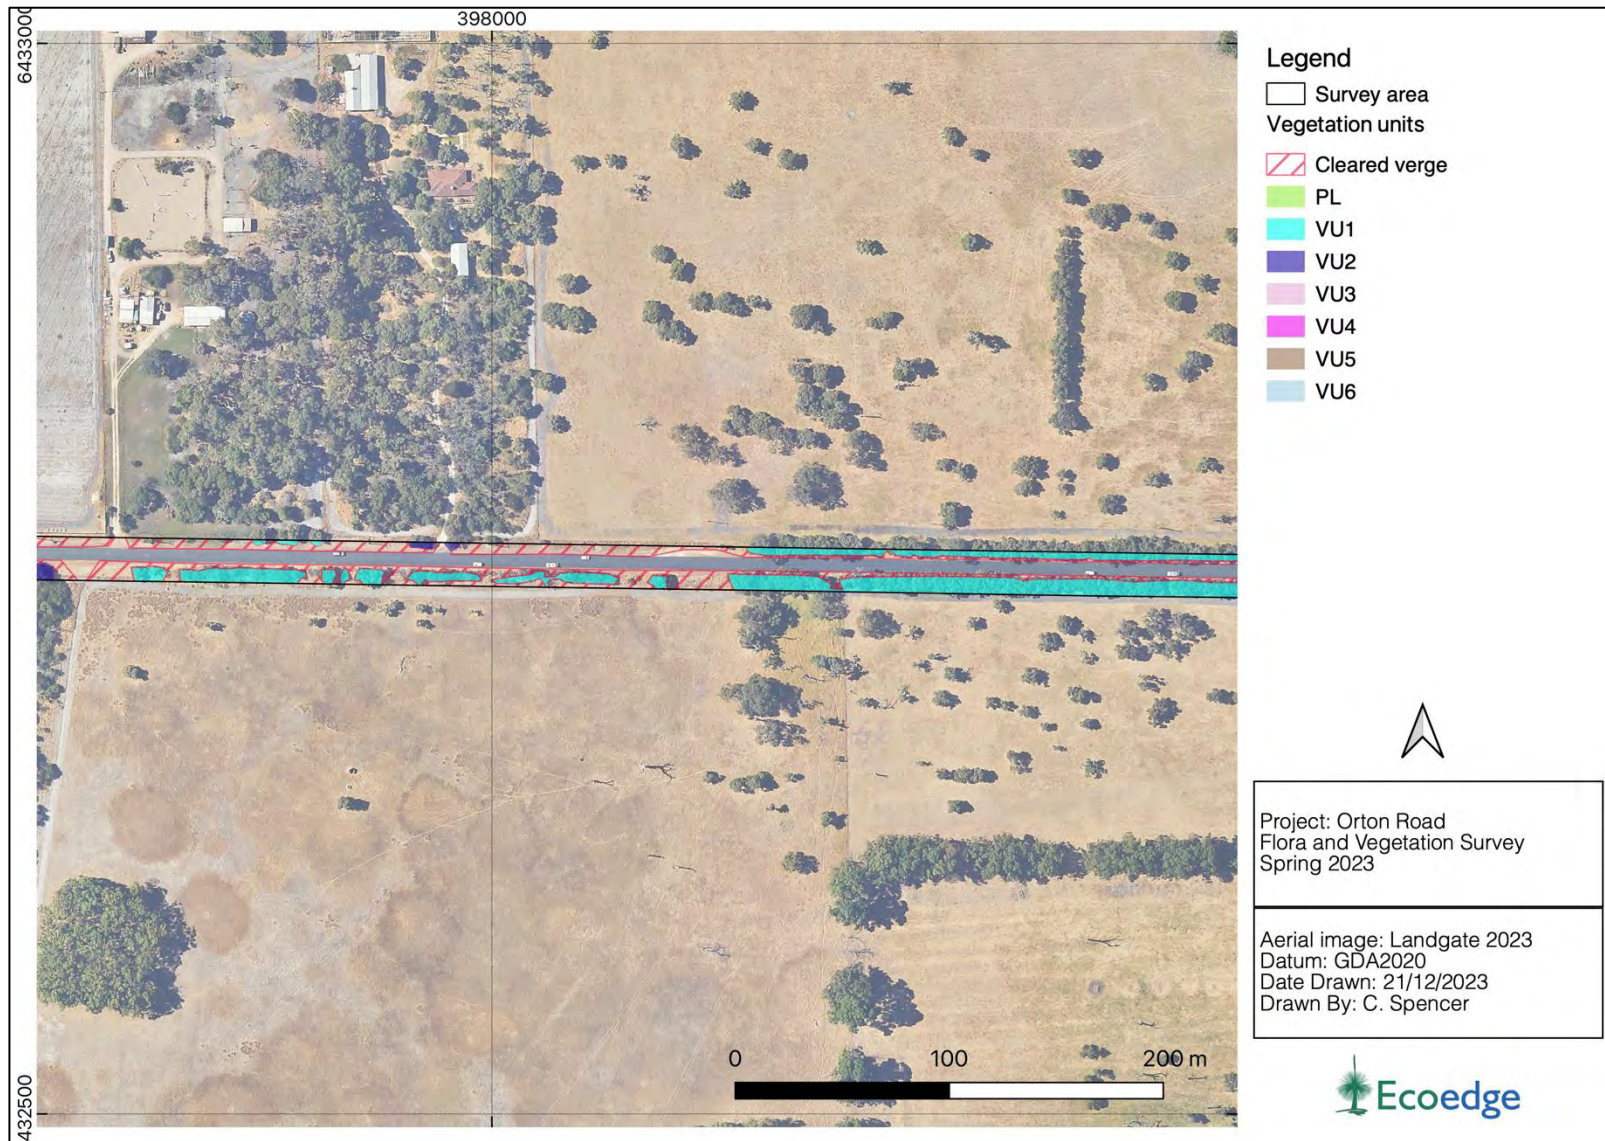 398000
6433000
432500
0 100 200 m
Legend
Survey area
Vegetation units
Cleared verge
PL
VU1
VU2
VU3
VU4
VU5
VU6
Project: Orton Road
Flora and Vegetation Survey
Spring 2023
Aerial image: Landgate 2023
Datum: GDA2020
Date Drawn: 21/12/2023
Drawn By: C. Spencer
Ecoedge